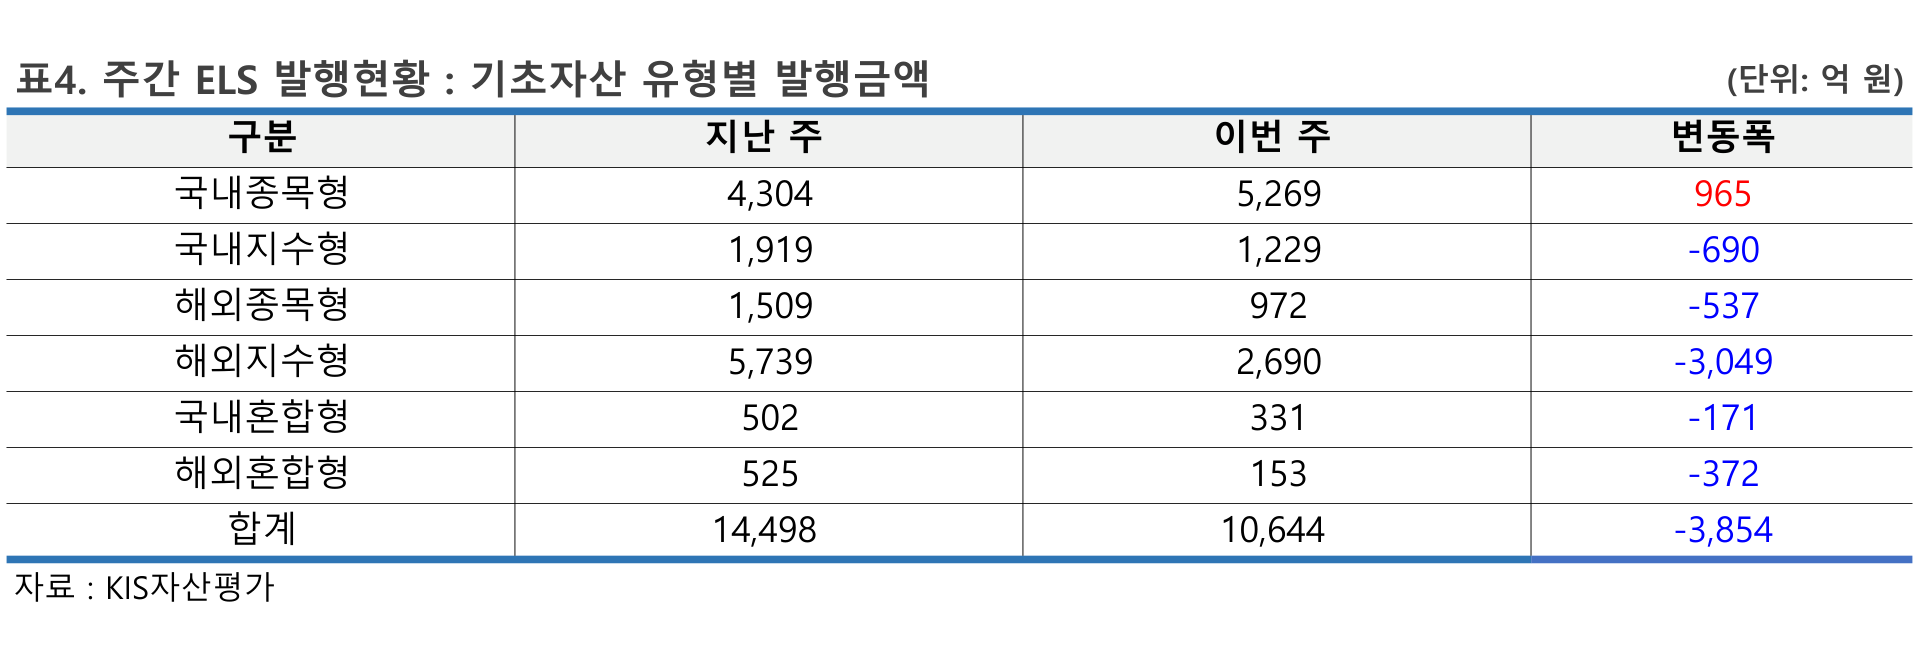 표4. 주간 ELS 발행현황 : 기초자산 유형별 발행금액 (단위: 억 원)
구분 지난 주 이번 주 변동폭
국내종목형 4,304 5,269 965
국내지수형 1,919 1,229 -690
해외종목형 1,509 972 -537
해외지수형 5,739 2,690 -3,049
국내혼합형 502 331 -171
해외혼합형 525 153 -372
합계 14,498 10,644 -3,854
자료 : KIS자산평가